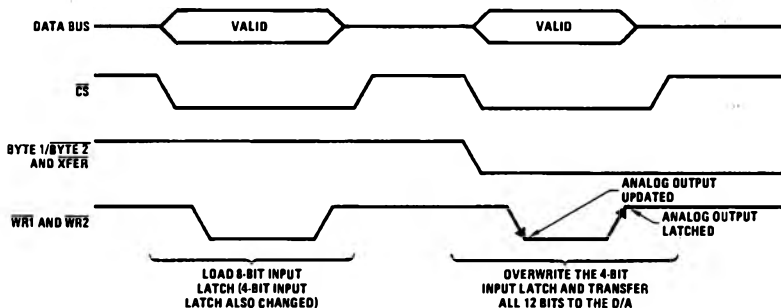 DATA BUS
VALID
VALID
CS
BYTE 1/BYTE 2
AND XFER
ANALOG OUTPUT
UPDATED
ANALOG OUTPUT
LATCHED
WR1 AND WR2
LOAD 8-BIT INPUT
LATCH (4-BIT INPUT
LATCH ALSO CHANGED)
OVERWRITE THE 4-BIT
INPUT LATCH AND TRANSFER
ALL 12 BITS TO THE D/A